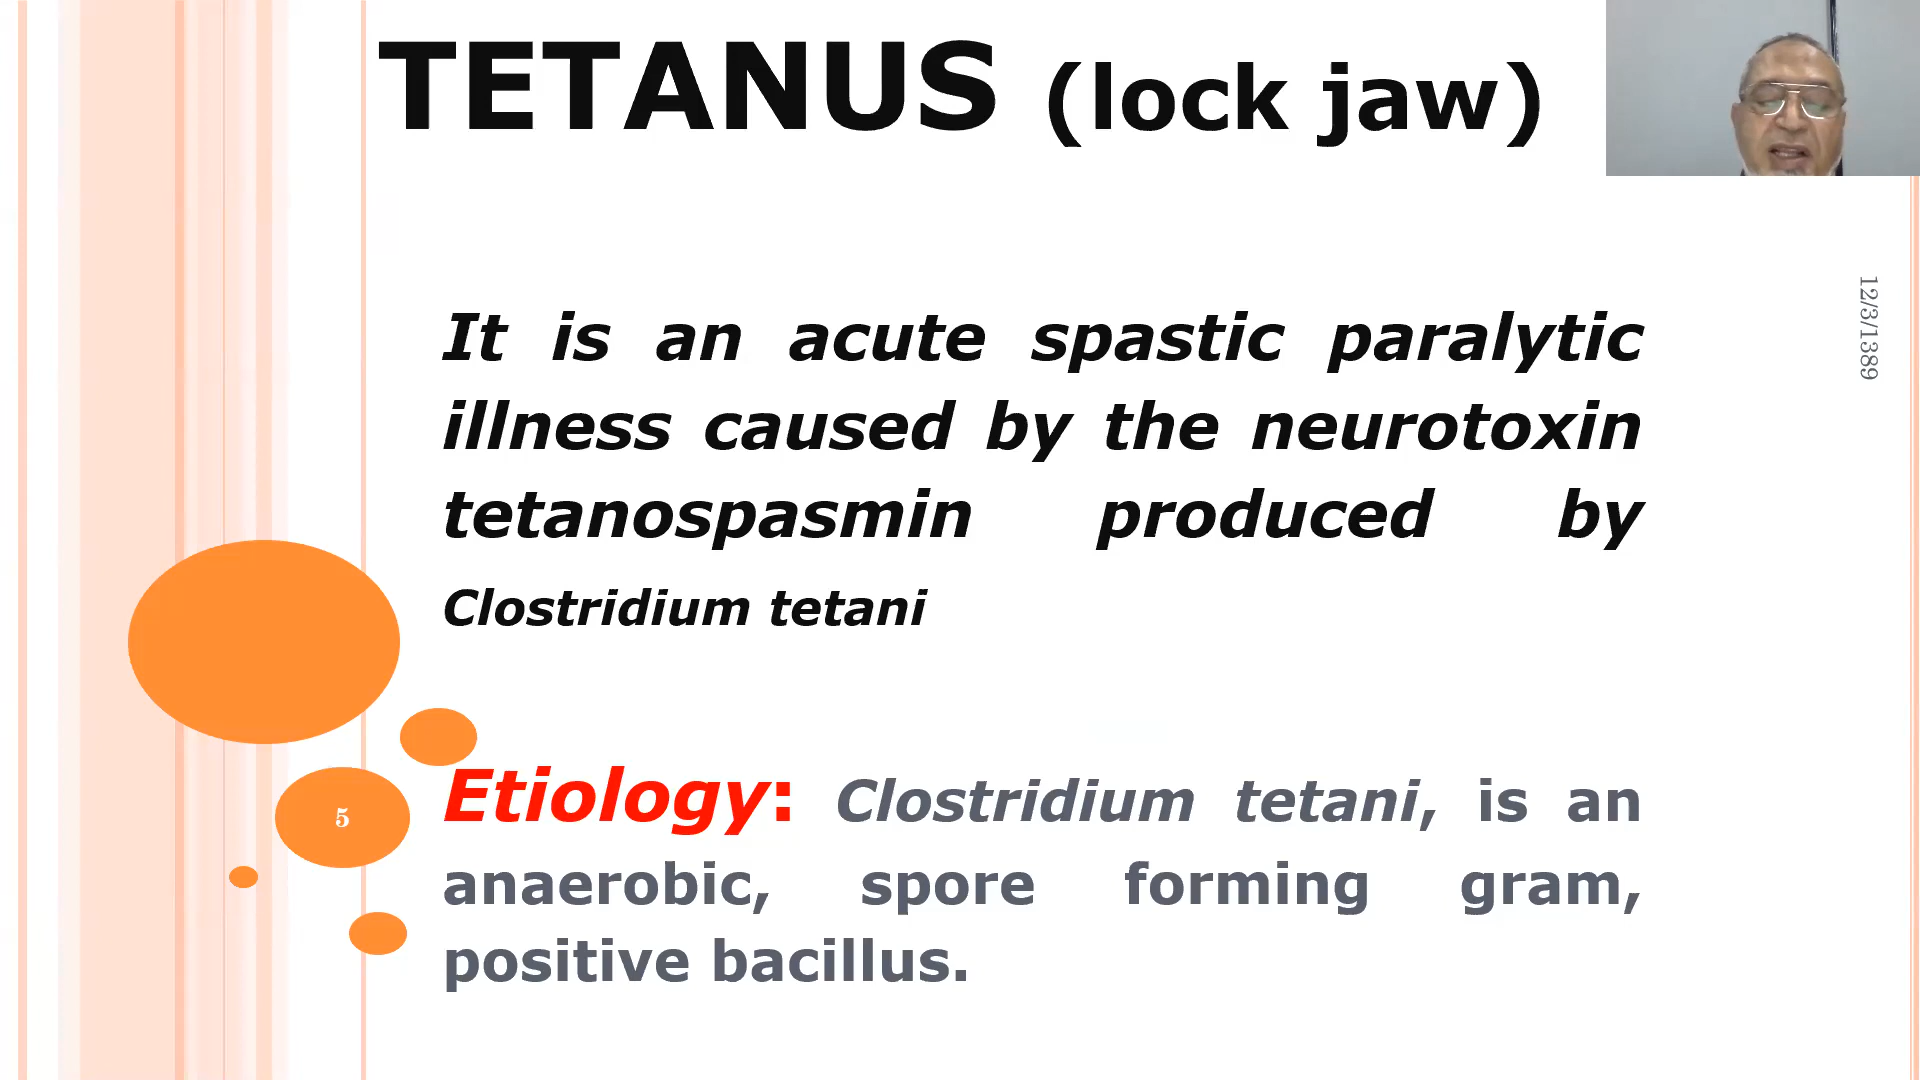 TETANUS (lock jaw)
12/3/1389
It is an acute spastic paralytic
illness caused by the neurotoxin
tetanospasmin produced by
Clostridium tetani
Etiology: Clostridium tetani, is an
anaerobic, spore forming gram,
positive bacillus.
5